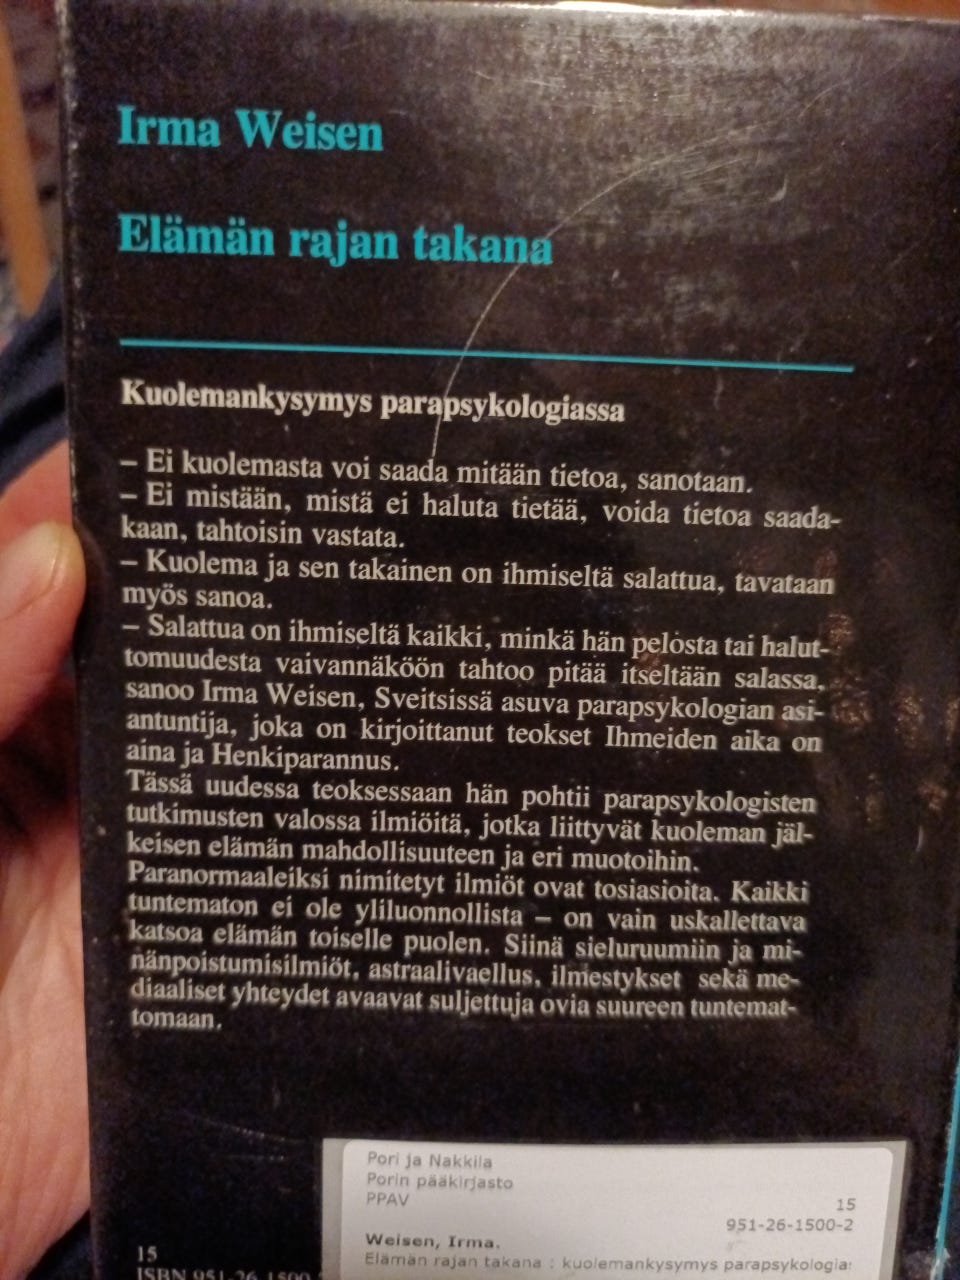 Irma Weisen
Elämän rajan takana
Kuolemankysymys parapsykologiassa
– Ei kuolemasta voi saada mitään tietoa, sanotaan.
– Ei mistään, mistä ei haluta tietää, voida tietoa saada-
kaan, tahtoisin vastata.
– Kuolema ja sen takainen on ihmiseltä salattua, tavataan
myös sanoa.
– Salattua on ihmiseltä kaikki, minkä hän pelosta tai halut-
tomuudesta vaivannäköön tahtoo pitää itseltään salassa,
sanoo Irma Weisen, Sveitsissä asuva parapsykologian asi-
antuntija, joka on kirjoittanut teokset Ihmeiden aika on
aina ja Henkiparannus.
Tässä uudessa teoksessaan hän pohtii parapsykologisten
tutkimusten valossa ilmiöitä, jotka liittyvät kuoleman jäl-
keisen elämän mahdollisuuteen ja eri muotoihin.
Paranormaaleiksi nimitetyt ilmiöt ovat tosiasioita. Kaikki
tuntematon ei ole yliluonnollista – on vain uskallettava
katsoa elämän toiselle puolen. Siinä sieluruumiin ja mi-
nänpoistumisilmiöt, astraalivaellus, ilmestykset sekä me-
diaaliset yhteydet avaavat suljettuja ovia suureen tuntemat-
tomaan.
Pori ja Nakkila
Porin pääkirjasto
PPAV
15
951-26-1500-2
Weisen, Irma.
Elämän rajan takana : kuolemankysymys parapsykologia
15
ISBN 951-26-1500